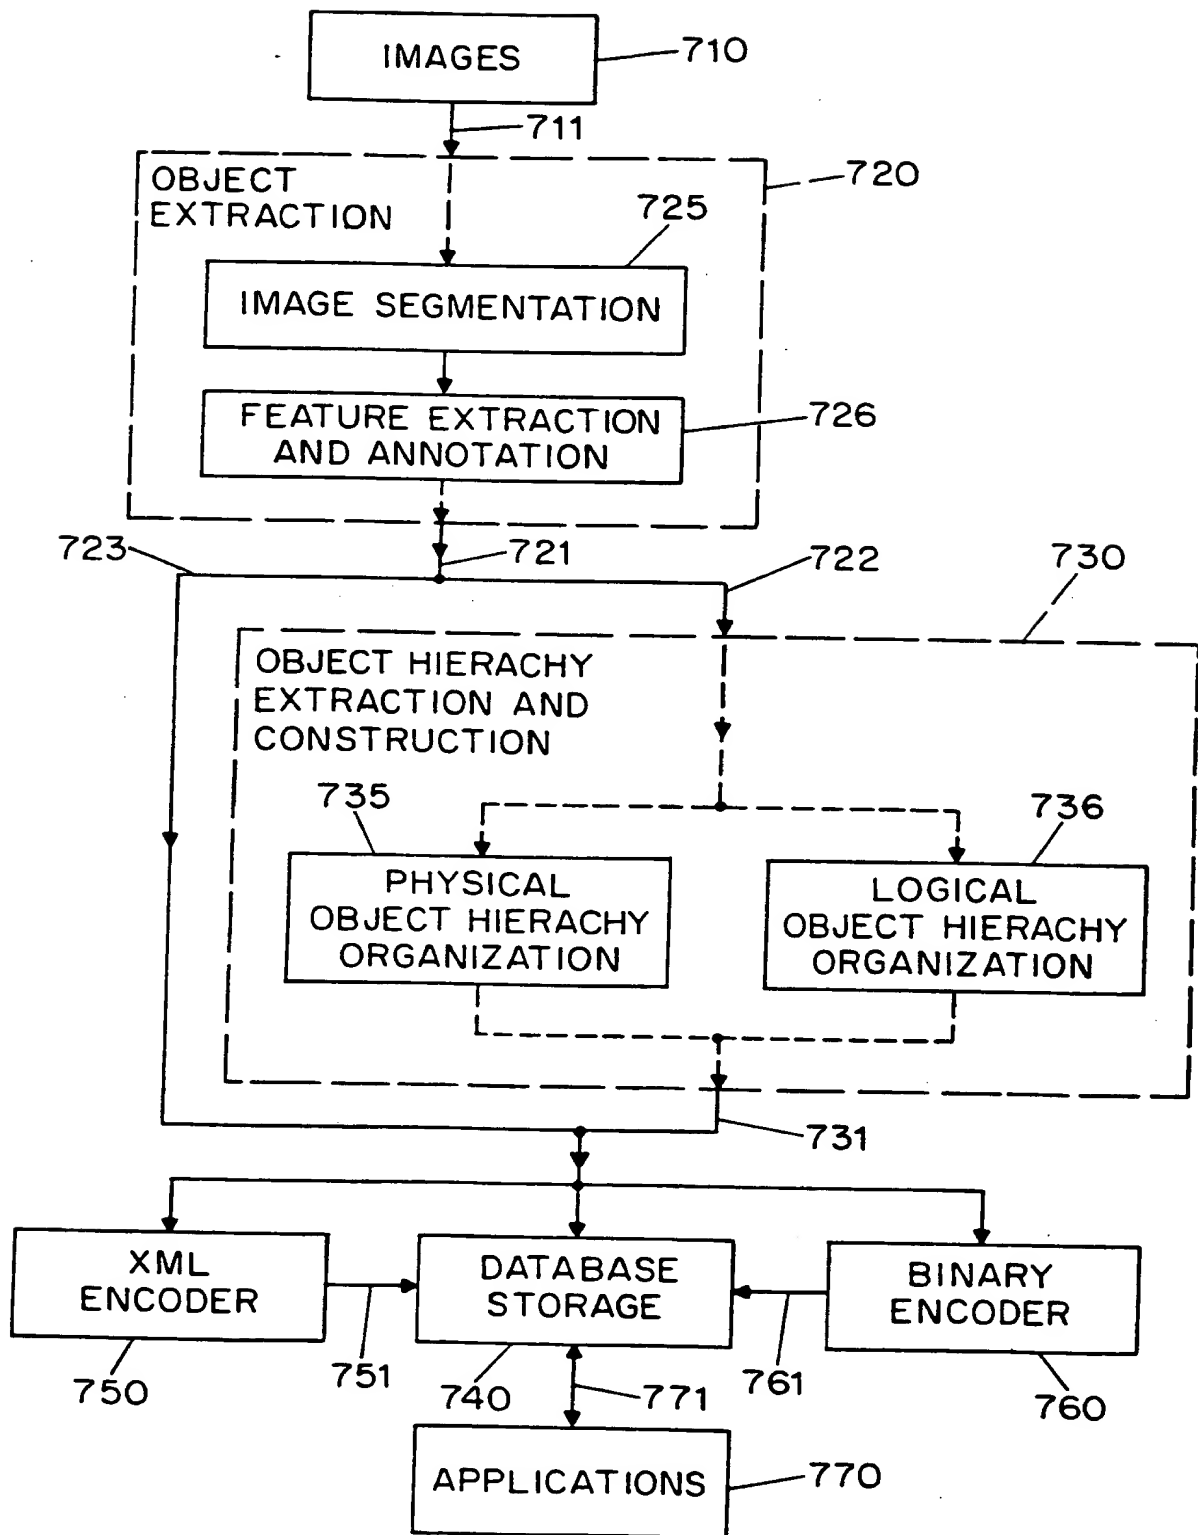 IMAGES
710
711
OBJECT
EXTRACTION
720
725
IMAGE SEGMENTATION
FEATURE EXTRACTION
AND ANNOTATION
726
723
721
722
730
OBJECT HIERACHY
EXTRACTION AND
CONSTRUCTION
735
736
PHYSICAL
OBJECT HIERACHY
ORGANIZATION
LOGICAL
OBJECT HIERACHY
ORGANIZATION
731
XML
ENCODER
DATABASE
STORAGE
BINARY
ENCODER
750
751
740
771
761
760
APPLICATIONS
770